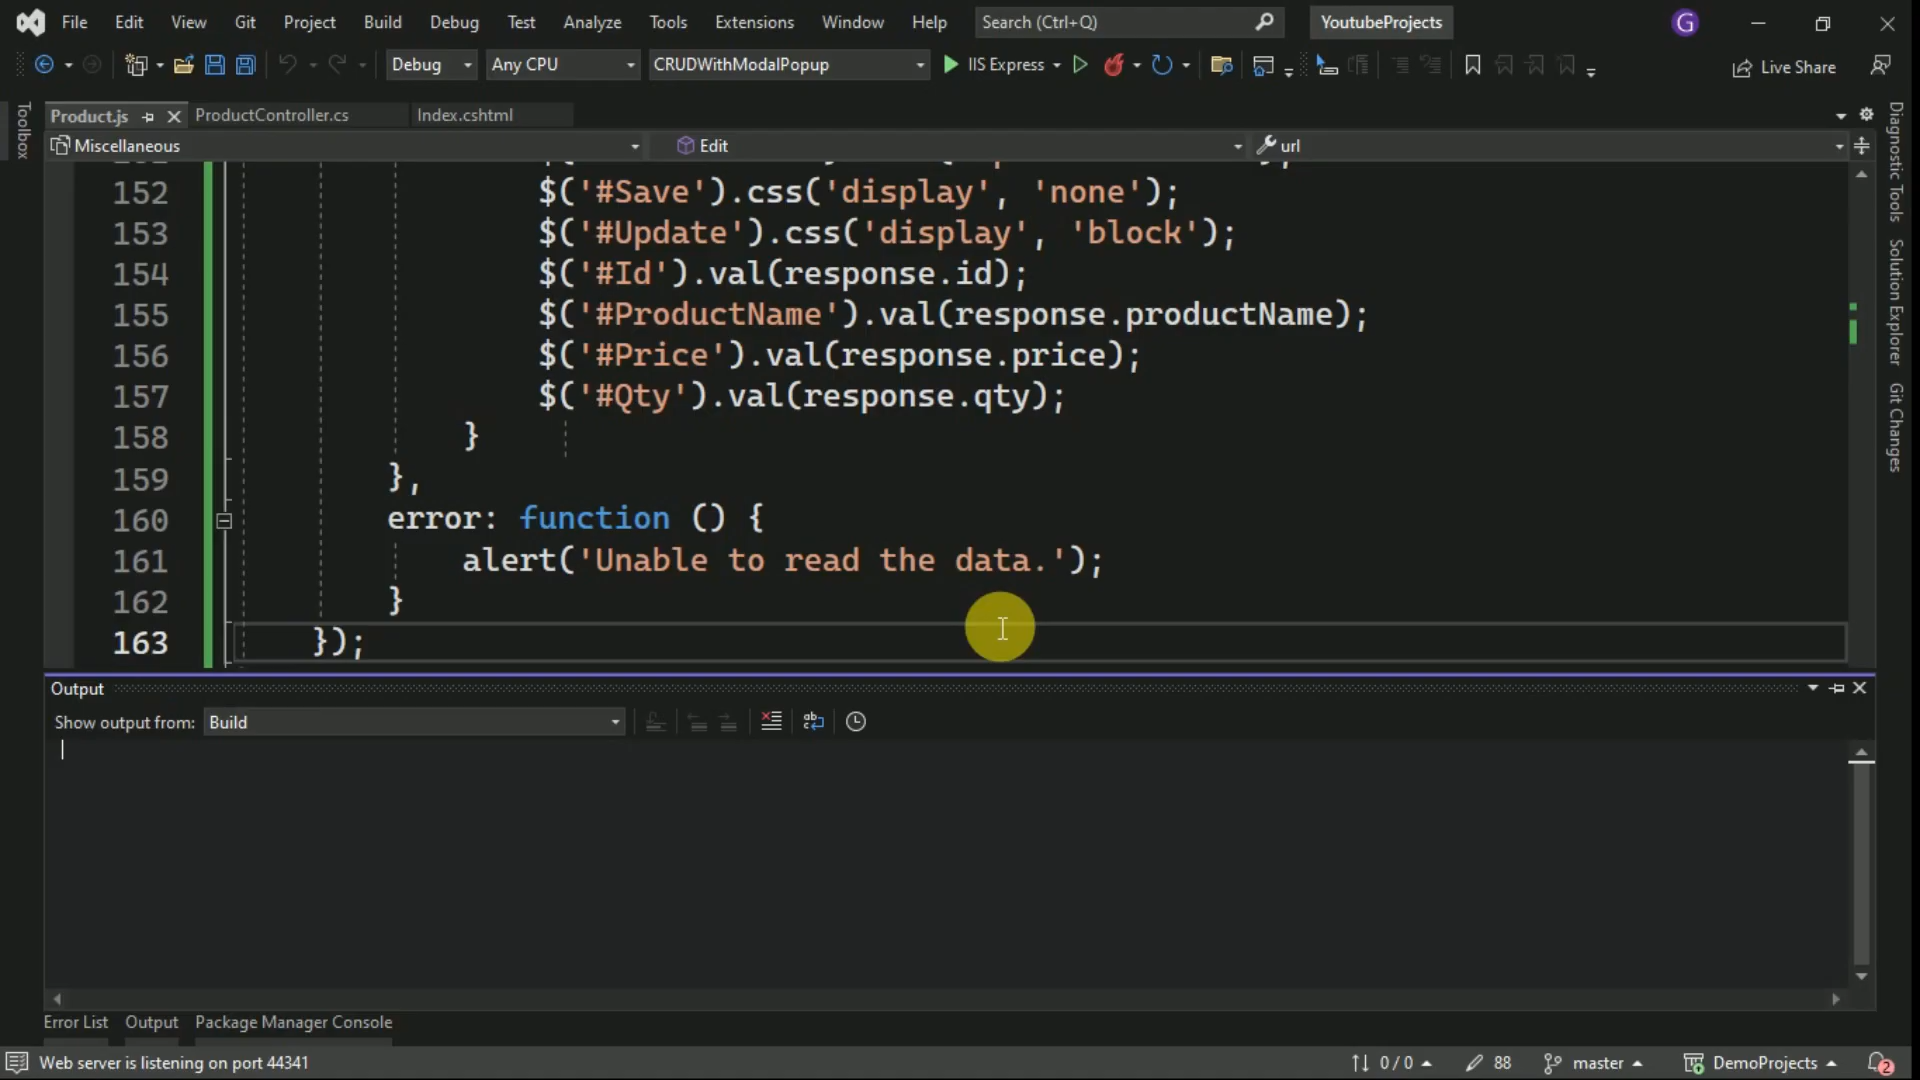 File Edit View Git Project Build Debug Test Analyze Tools Extensions Window Help Search (Ctrl+Q) YoutubeProjects G
Debug Any CPU CRUDWithModalPopup IIS Express Live Share
Toolbox
Product.js ProductController.cs Index.cshtml
Miscellaneous Edit url
152 $('#Save').css('display', 'none');
153 $('#Update').css('display', 'block');
154 $('#Id').val(response.id);
155 $('#ProductName').val(response.productName);
156 $('#Price').val(response.price);
157 $('#Qty').val(response.qty);
158 }
159 },
160 error: function () {
161 alert('Unable to read the data.');
162 }
163 });
Diagnostic Tools
Solution Explorer
Git Changes
Output
Show output from: Build
Error List Output Package Manager Console
Web server is listening on port 44341 0 / 0 88 master DemoProjects 2